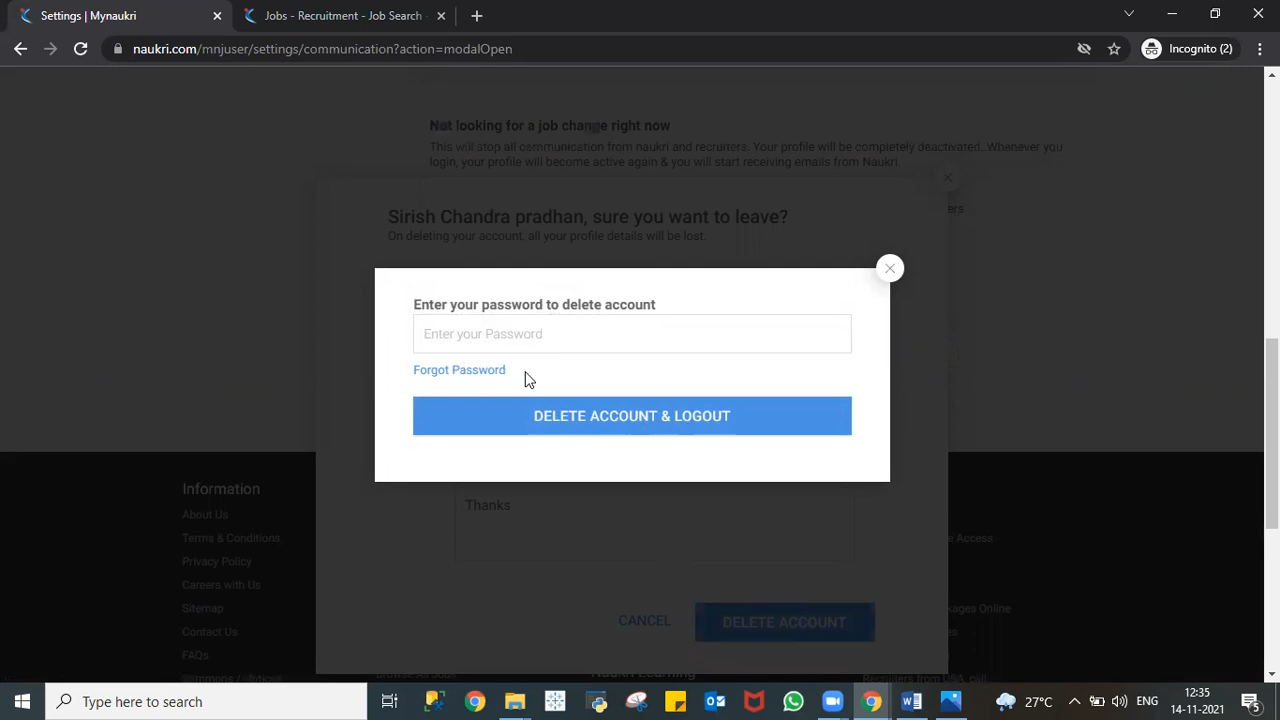 Settings | Mynaukri
Jobs - Recruitment - Job Search -
naukri.com/mnjuser/settings/communication?action=modalOpen
Incognito (2)
Not looking for a job change right now
This will stop all communication from naukri and recruiters. Your profile will be completely deactivated. Whenever you
login, your profile will become active again & you will start receiving emails from Naukri.
Sirish Chandra pradhan, sure you want to leave?
On deleting your account, all your profile details will be lost.
Enter your password to delete account
Enter your Password
Forgot Password
DELETE ACCOUNT & LOGOUT
Thanks
CANCEL
DELETE ACCOUNT
Information
About Us
Terms & Conditions
Privacy Policy
Careers with Us
Sitemap
Contact Us
FAQs
Naukri Learning
Type here to search
27°C
ENG
12:35
14-11-2021
5